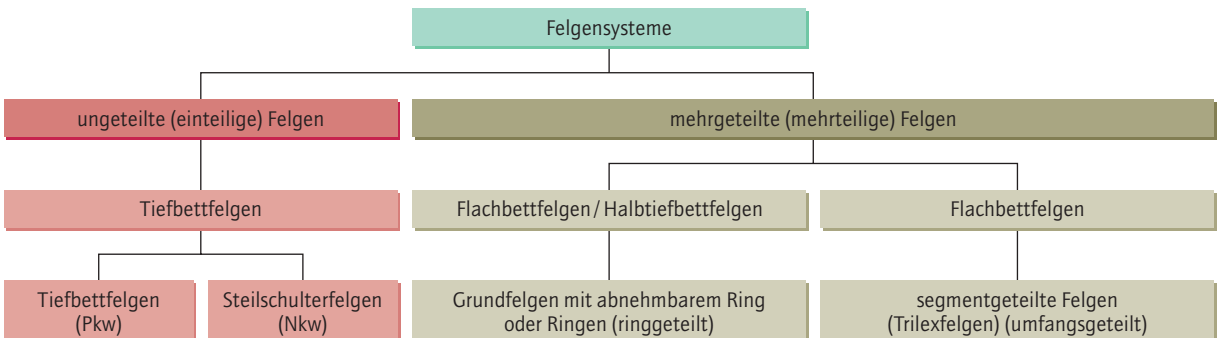 Felgensysteme
ungeteilte (einteilige) Felgen
mehrgeteilte (mehrteilige) Felgen
Tiefbettfelgen
Flachbettfelgen / Halbtiefbettfelgen
Flachbettfelgen
Tiefbettfelgen
(Pkw)
Steilschulterfelgen
(Nkw)
Grundfelgen mit abnehmbarem Ring
oder Ringen (ringgeteilt)
segmentgeteilte Felgen
(Trilexfelgen) (umfangsgeteilt)